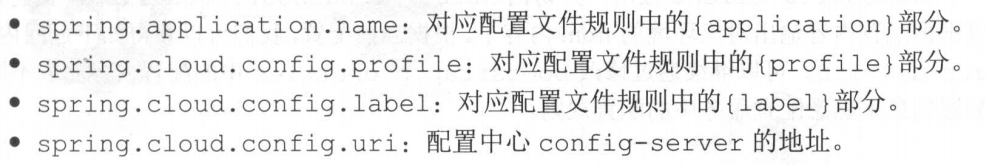 • spring.application.name：对应配置文件规则中的{application}部分。
• spring.cloud.config.profile：对应配置文件规则中的{profile}部分。
• spring.cloud.config.label：对应配置文件规则中的{label}部分。
• spring.cloud.config.uri：配置中心 config-server 的地址。